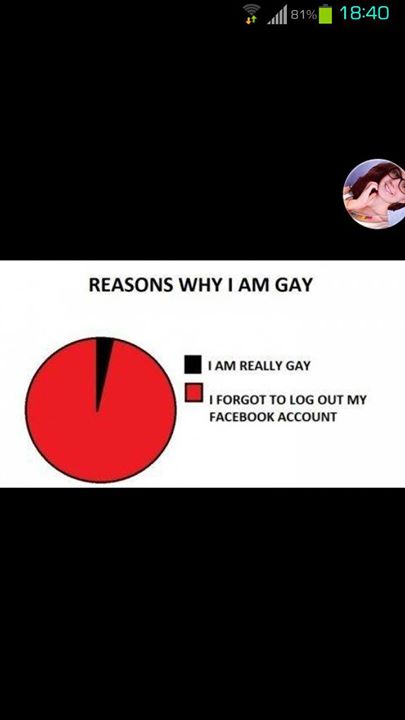 81% 18:40
REASONS WHY I AM GAY
I AM REALLY GAY
I FORGOT TO LOG OUT MY
FACEBOOK ACCOUNT